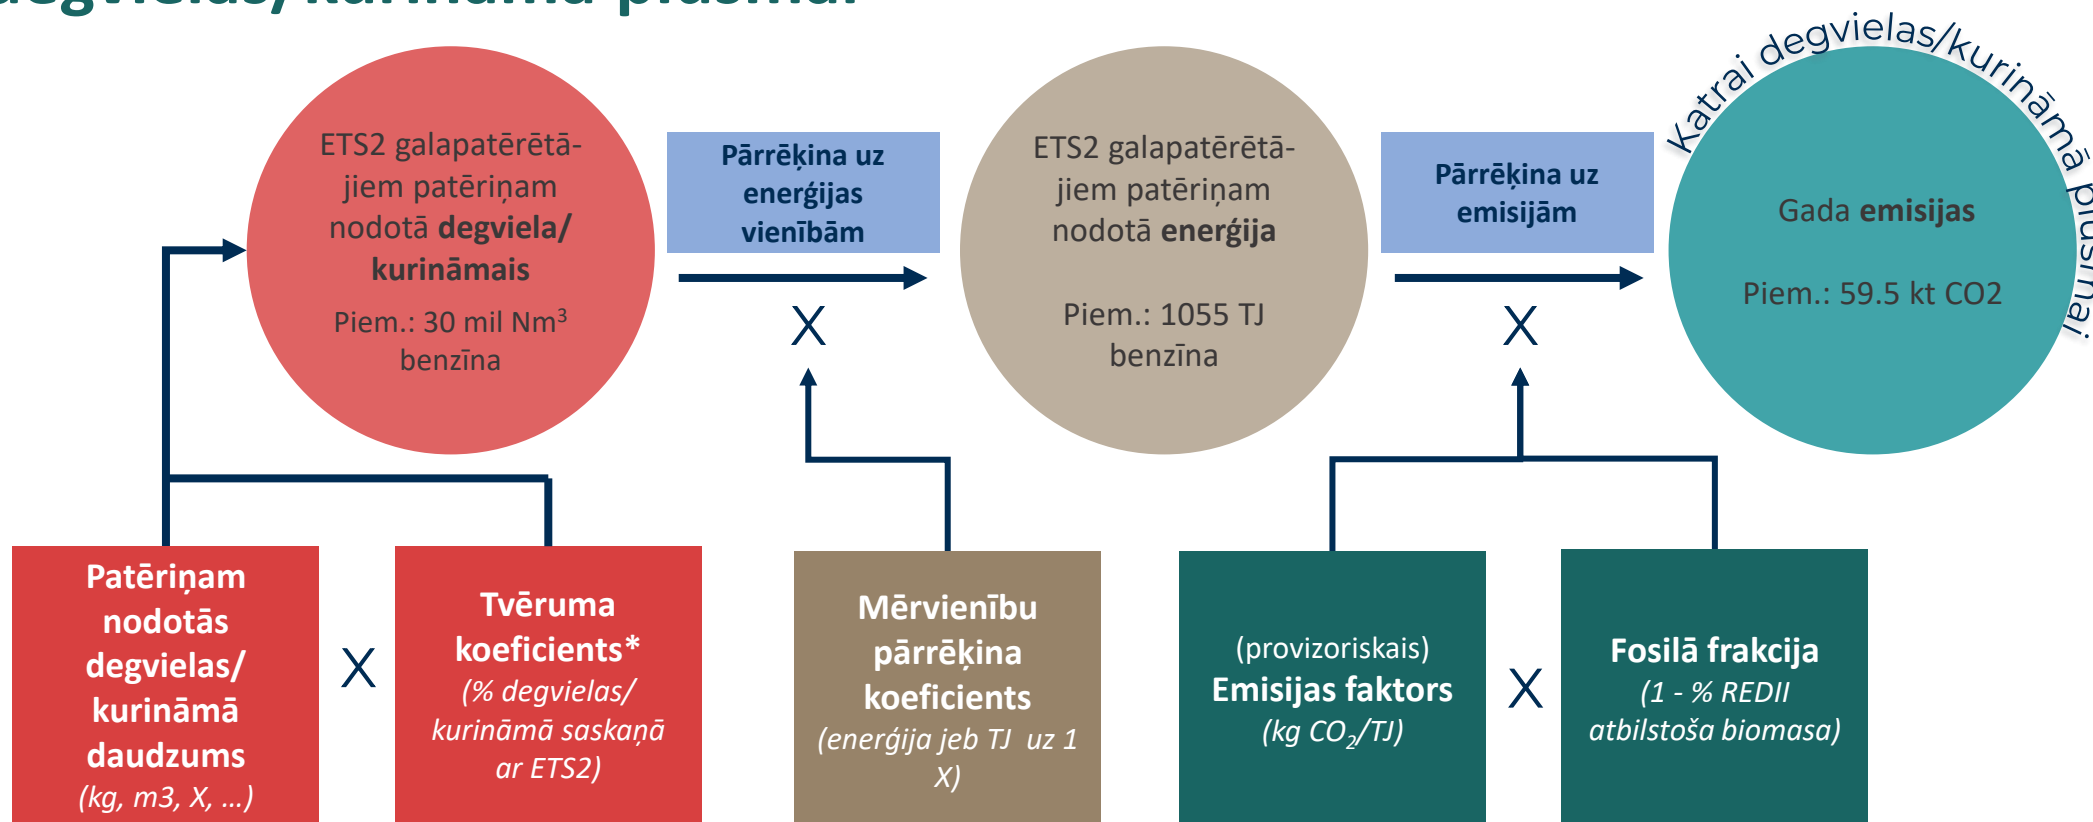 degvielas/kurināmā plūsmai
Katrai degvielas/kurināmā plūsmai
ETS2 galapatērētā-
jiem patēriņam
nodotā degviela/
kurināmais
Piem.: 30 mil Nm³
benzīna
Pārrēķina uz
enerģijas
vienībām
X
ETS2 galapatērētā-
jiem patēriņam
nodotā enerģija
Piem.: 1055 TJ
benzīna
Pārrēķina uz
emisijām
X
Gada emisijas
Piem.: 59.5 kt CO2
Patēriņam
nodotās
degvielas/
kurināmā
daudzums
(kg, m3, X, ...)
X
Tvēruma
koeficients*
(% degvielas/
kurināmā saskaņā
ar ETS2)
Mērvienību
pārrēķina
koeficients
(enerģija jeb TJ uz 1
X)
(provizoriskais)
Emisijas faktors
(kg CO₂/TJ)
X
Fosilā frakcija
(1 - % REDII
atbilstoša biomasa)